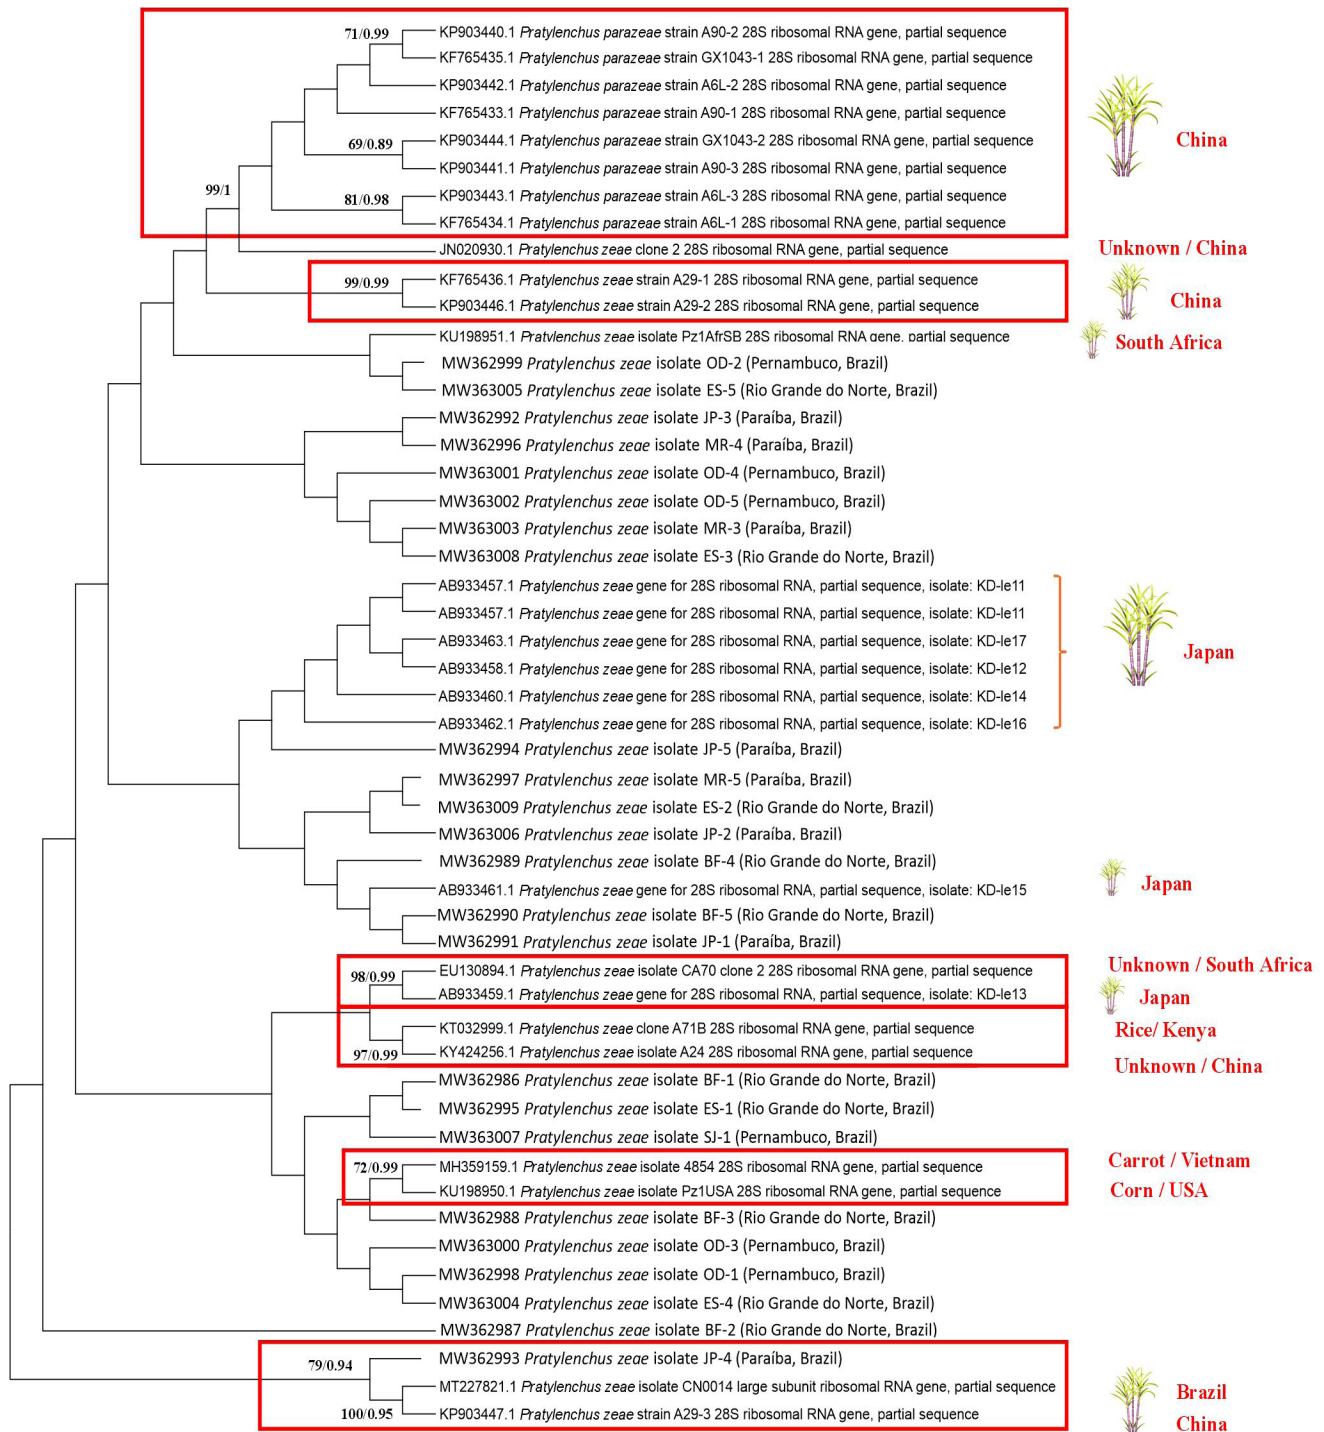 71/0.99
KP903440.1 Pratylenchus parazeae strain A90-2 28S ribosomal RNA gene, partial sequence
KF765435.1 Pratylenchus parazeae strain GX1043-1 28S ribosomal RNA gene, partial sequence
KP903442.1 Pratylenchus parazeae strain A6L-2 28S ribosomal RNA gene, partial sequence
KF765433.1 Pratylenchus parazeae strain A90-1 28S ribosomal RNA gene, partial sequence
69/0.89
KP903444.1 Pratylenchus parazeae strain GX1043-2 28S ribosomal RNA gene, partial sequence
China
KP903441.1 Pratylenchus parazeae strain A90-3 28S ribosomal RNA gene, partial sequence
99/1
81/0.98
KP903443.1 Pratylenchus parazeae strain A6L-3 28S ribosomal RNA gene, partial sequence
KF765434.1 Pratylenchus parazeae strain A6L-1 28S ribosomal RNA gene, partial sequence
JN020930.1 Pratylenchus zeae clone 2 28S ribosomal RNA gene, partial sequence
Unknown / China
99/0.99
KF765436.1 Pratylenchus zeae strain A29-1 28S ribosomal RNA gene, partial sequence
KP903446.1 Pratylenchus zeae strain A29-2 28S ribosomal RNA gene, partial sequence
China
KU198951.1 Pratylenchus zeae isolate Pz1AfrSB 28S ribosomal RNA gene, partial sequence
South Africa
MW362999 Pratylenchus zeae isolate OD-2 (Pernambuco, Brazil)
MW363005 Pratylenchus zeae isolate ES-5 (Rio Grande do Norte, Brazil)
MW362992 Pratylenchus zeae isolate JP-3 (Paraíba, Brazil)
MW362996 Pratylenchus zeae isolate MR-4 (Paraíba, Brazil)
MW363001 Pratylenchus zeae isolate OD-4 (Pernambuco, Brazil)
MW363002 Pratylenchus zeae isolate OD-5 (Pernambuco, Brazil)
MW363003 Pratylenchus zeae isolate MR-3 (Paraíba, Brazil)
MW363008 Pratylenchus zeae isolate ES-3 (Rio Grande do Norte, Brazil)
AB933457.1 Pratylenchus zeae gene for 28S ribosomal RNA, partial sequence, isolate: KD-le11
AB933457.1 Pratylenchus zeae gene for 28S ribosomal RNA, partial sequence, isolate: KD-le11
AB933463.1 Pratylenchus zeae gene for 28S ribosomal RNA, partial sequence, isolate: KD-le17
Japan
AB933458.1 Pratylenchus zeae gene for 28S ribosomal RNA, partial sequence, isolate: KD-le12
AB933460.1 Pratylenchus zeae gene for 28S ribosomal RNA, partial sequence, isolate: KD-le14
AB933462.1 Pratylenchus zeae gene for 28S ribosomal RNA, partial sequence, isolate: KD-le16
MW362994 Pratylenchus zeae isolate JP-5 (Paraíba, Brazil)
MW362997 Pratylenchus zeae isolate MR-5 (Paraíba, Brazil)
MW363009 Pratylenchus zeae isolate ES-2 (Rio Grande do Norte, Brazil)
MW363006 Pratylenchus zeae isolate JP-2 (Paraíba, Brazil)
MW362989 Pratylenchus zeae isolate BF-4 (Rio Grande do Norte, Brazil)
AB933461.1 Pratylenchus zeae gene for 28S ribosomal RNA, partial sequence, isolate: KD-le15
Japan
MW362990 Pratylenchus zeae isolate BF-5 (Rio Grande do Norte, Brazil)
MW362991 Pratylenchus zeae isolate JP-1 (Paraíba, Brazil)
98/0.99
EU130894.1 Pratylenchus zeae isolate CA70 clone 2 28S ribosomal RNA gene, partial sequence
Unknown / South Africa
AB933459.1 Pratylenchus zeae gene for 28S ribosomal RNA, partial sequence, isolate: KD-le13
Japan
KT032999.1 Pratylenchus zeae clone A71B 28S ribosomal RNA gene, partial sequence
Rice/ Kenya
97/0.99
KY424256.1 Pratylenchus zeae isolate A24 28S ribosomal RNA gene, partial sequence
Unknown / China
MW362986 Pratylenchus zeae isolate BF-1 (Rio Grande do Norte, Brazil)
MW362995 Pratylenchus zeae isolate ES-1 (Rio Grande do Norte, Brazil)
MW363007 Pratylenchus zeae isolate SJ-1 (Pernambuco, Brazil)
72/0.99
MH359159.1 Pratylenchus zeae isolate 4854 28S ribosomal RNA gene, partial sequence
Carrot / Vietnam
KU198950.1 Pratylenchus zeae isolate Pz1USA 28S ribosomal RNA gene, partial sequence
Corn / USA
MW362988 Pratylenchus zeae isolate BF-3 (Rio Grande do Norte, Brazil)
MW363000 Pratylenchus zeae isolate OD-3 (Pernambuco, Brazil)
MW362998 Pratylenchus zeae isolate OD-1 (Pernambuco, Brazil)
MW363004 Pratylenchus zeae isolate ES-4 (Rio Grande do Norte, Brazil)
MW362987 Pratylenchus zeae isolate BF-2 (Rio Grande do Norte, Brazil)
79/0.94
MW362993 Pratylenchus zeae isolate JP-4 (Paraíba, Brazil)
MT227821.1 Pratylenchus zeae isolate CN0014 large subunit ribosomal RNA gene, partial sequence
Brazil
100/0.95
KP903447.1 Pratylenchus zeae strain A29-3 28S ribosomal RNA gene, partial sequence
China